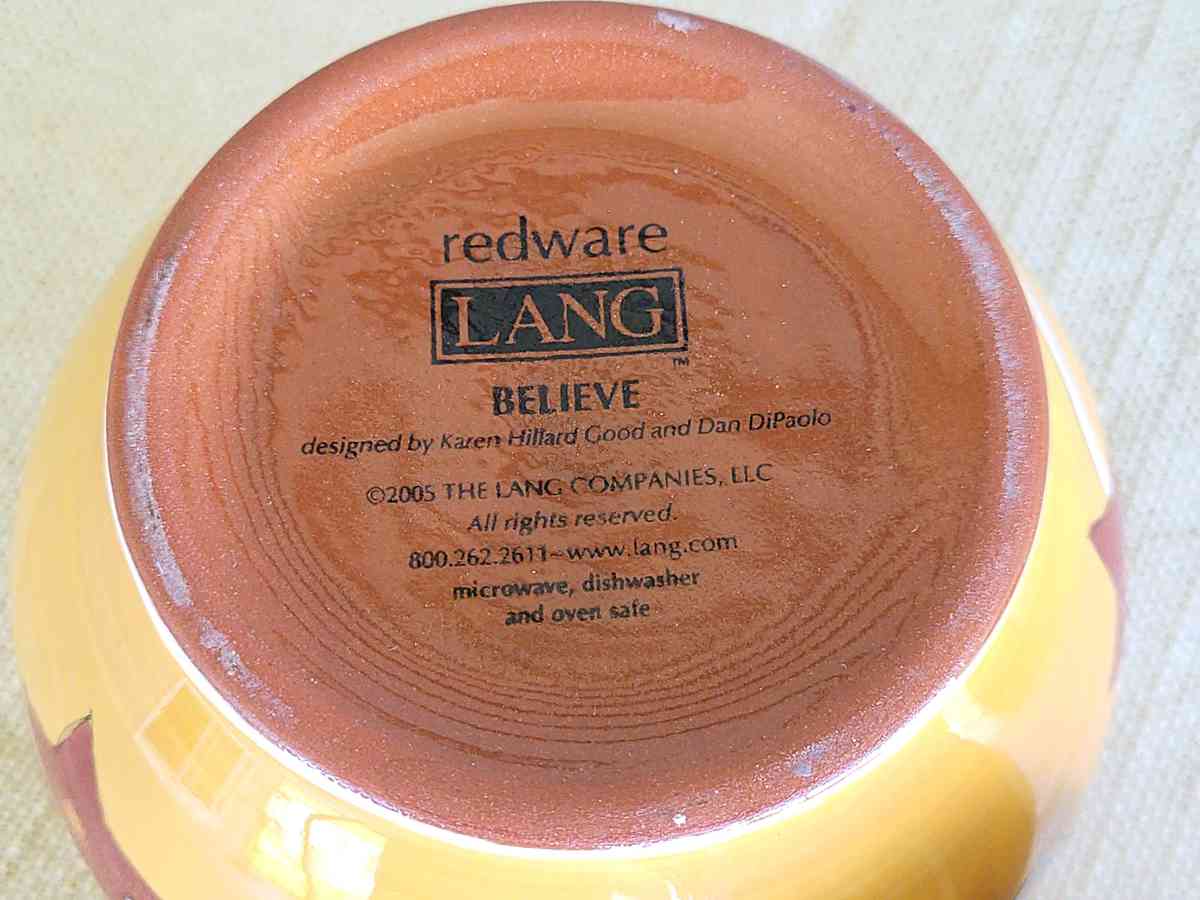 redware
LANG
™
BELIEVE
designed by Karen Hillard Good and Dan DiPaolo
©2005 THE LANG COMPANIES, LLC
All rights reserved.
800.262.2611~www.lang.com
microwave, dishwasher
and oven safe